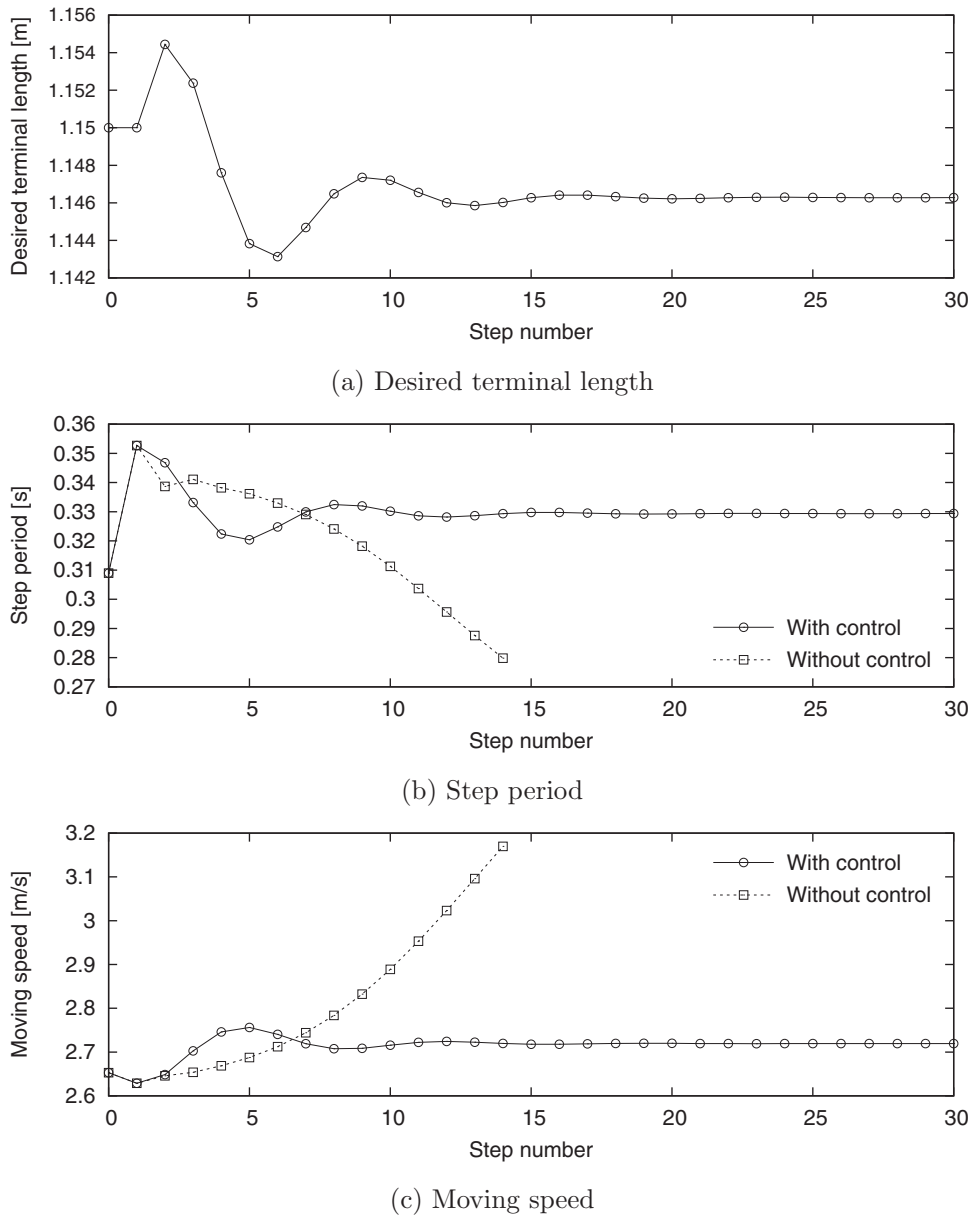 1.156
1.154
1.152
1.15
1.148
1.146
1.144
1.142
Desired terminal length [m]
0 5 10 15 20 25 30
Step number
(a) Desired terminal length
0.36
0.35
0.34
0.33
0.32
0.31
0.3
0.29
0.28
0.27
Step period [s]
With control
Without control
0 5 10 15 20 25 30
Step number
(b) Step period
3.2
3.1
3
2.9
2.8
2.7
2.6
Moving speed [m/s]
With control
Without control
0 5 10 15 20 25 30
Step number
(c) Moving speed